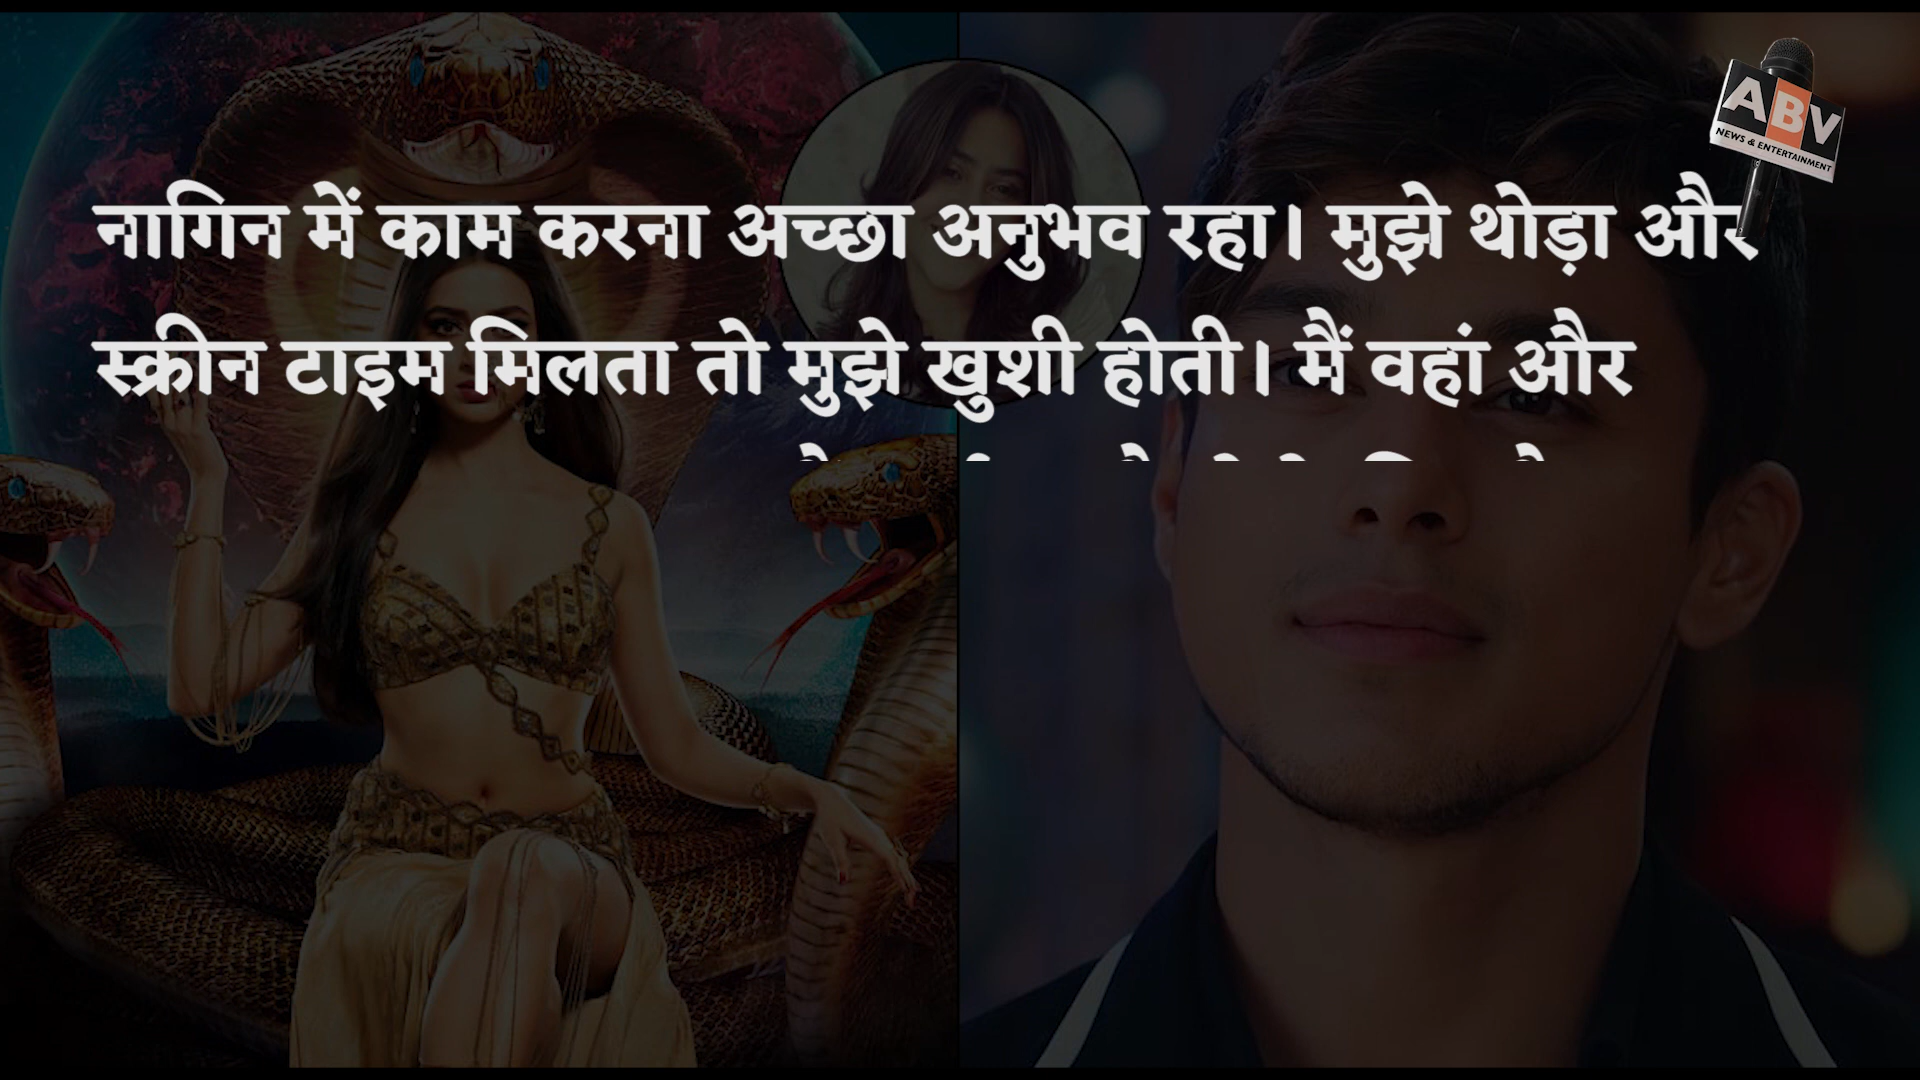 ABV
NEWS & ENTERTAINMENT
नागिन में काम करना अच्छा अनुभव रहा। मुझे थोड़ा और
स्क्रीन टाइम मिलता तो मुझे खुशी होती। मैं वहां और